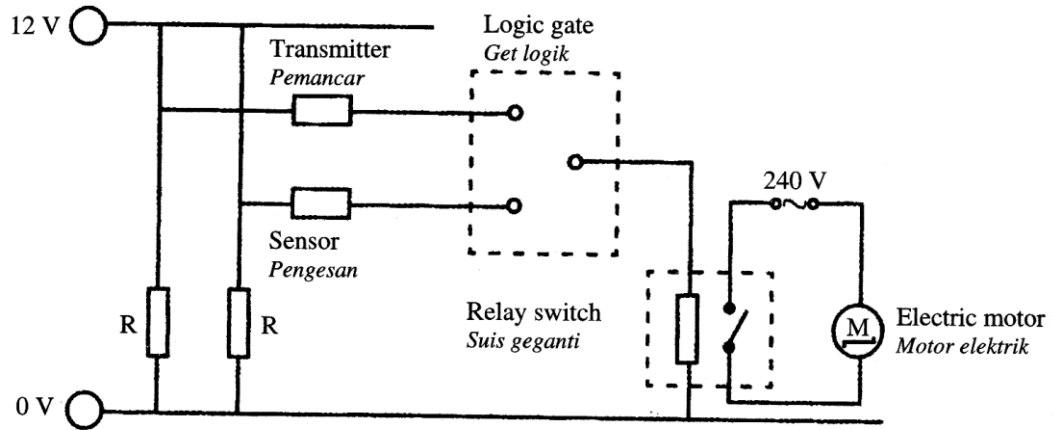 12 V
Transmitter
Pemancar
Logic gate
Get logik
Sensor
Pengesan
240 V
R
R
Relay switch
Suis geganti
M
Electric motor
Motor elektrik
0 V